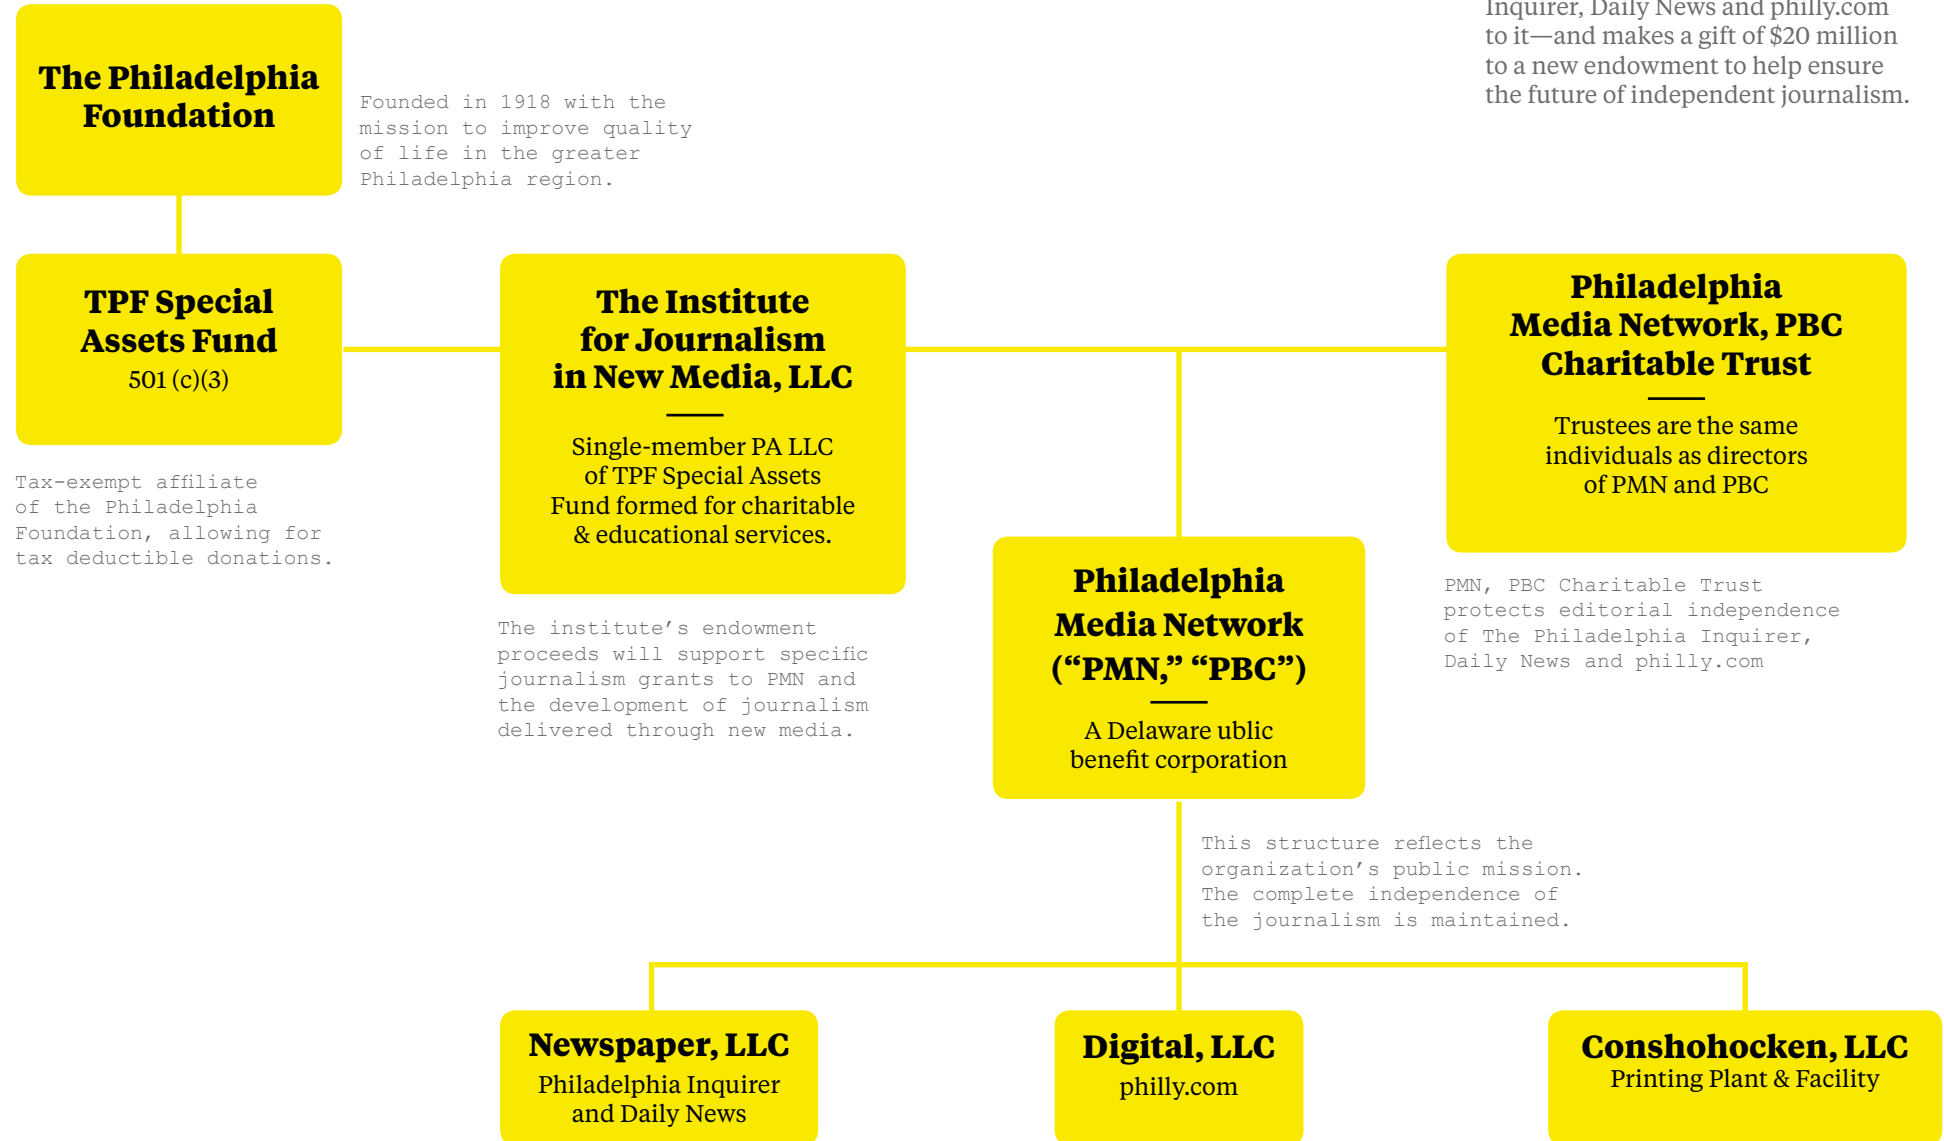 Inquirer, Daily News and philly.com
to it—and makes a gift of $20 million
to a new endowment to help ensure
the future of independent journalism.
The Philadelphia
Foundation
Founded in 1918 with the
mission to improve quality
of life in the greater
Philadelphia region.
TPF Special
Assets Fund
501 (c)(3)
Tax-exempt affiliate
of the Philadelphia
Foundation, allowing for
tax deductible donations.
The Institute
for Journalism
in New Media, LLC
Single-member PA LLC
of TPF Special Assets
Fund formed for charitable
& educational services.
The institute’s endowment
proceeds will support specific
journalism grants to PMN and
the development of journalism
delivered through new media.
Philadelphia
Media Network, PBC
Charitable Trust
Trustees are the same
individuals as directors
of PMN and PBC
PMN, PBC Charitable Trust
protects editorial independence
of The Philadelphia Inquirer,
Daily News and philly.com
Philadelphia
Media Network
(“PMN,” “PBC”)
A Delaware ublic
benefit corporation
This structure reflects the
organization’s public mission.
The complete independence of
the journalism is maintained.
Newspaper, LLC
Philadelphia Inquirer
and Daily News
Digital, LLC
philly.com
Conshohocken, LLC
Printing Plant & Facility